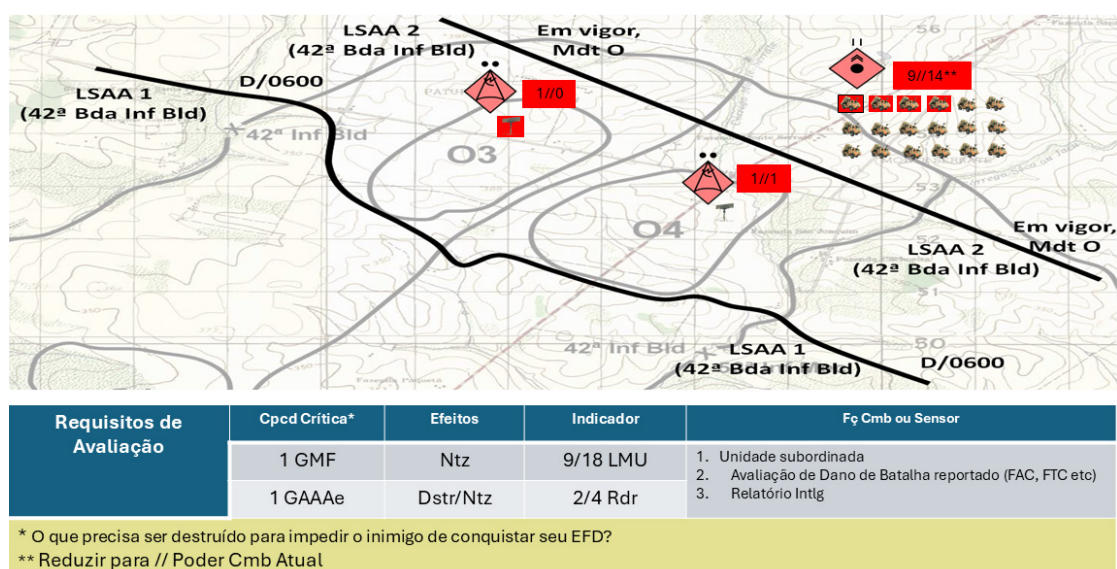 LSAA 2
(42ª Bda Inf Bld)
Em vigor,
Mdt O
56
D/0600
LSAA 1
(42ª Bda Inf Bld)
1//0
9//14**
42ª Inf Bld
O3
1//1
53
O4
52
Em vigor,
Mdt O
LSAA 2
(42ª Bda Inf Bld)
51
50
42ª Inf Bld
LSAA 1
(42ª Bda Inf Bld)
D/0600
Requisitos de
Avaliação
Cpcd Crítica*
Efeitos
Indicador
Fç Cmb ou Sensor
1 GMF
Ntz
9/18 LMU
1. Unidade subordinada
2. Avaliação de Dano de Batalha reportado (FAC, FTC etc)
3. Relatório Intlg
1 GAAAe
Dstr/Ntz
2/4 Rdr
* O que precisa ser destruído para impedir o inimigo de conquistar seu EFD?
** Reduzir para // Poder Cmb Atual